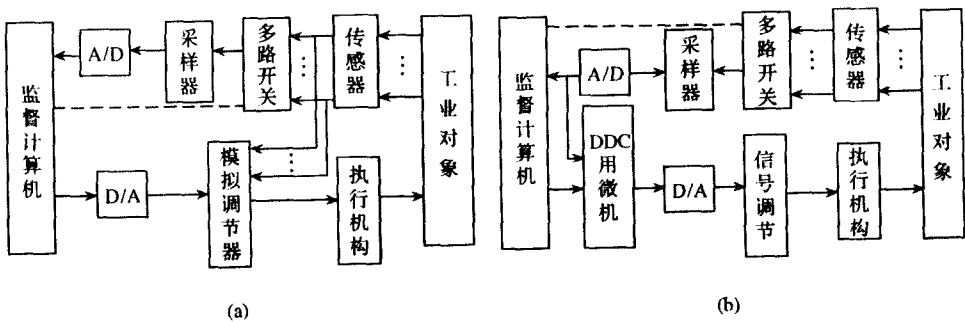 监督计算机
A/D
采样器
多路开关
传感器
工业对象
D/A
模拟调节器
执行机构
(a)
监督计算机
A/D
采样器
多路开关
传感器
工业对象
DDC用微机
D/A
信号调节
执行机构
(b)